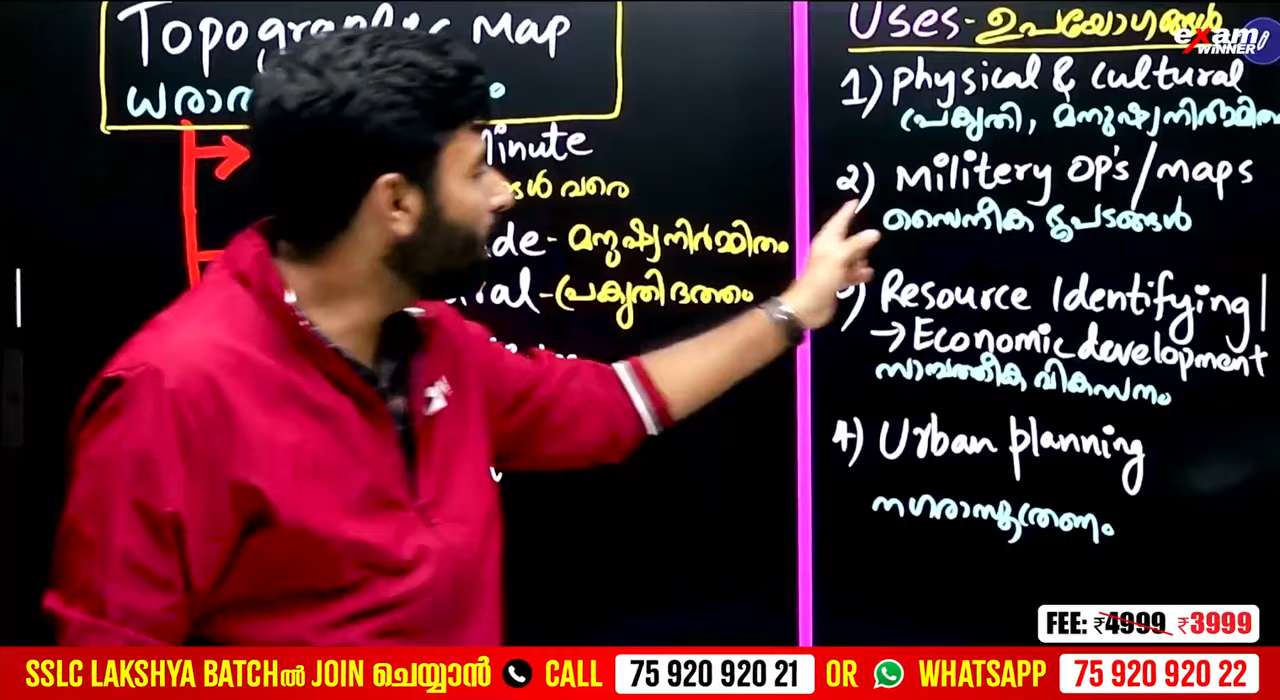 Topographic Map
Minute
വരെ
മനുഷ്യനിർമ്മിതം
പ്രകൃതിദത്തം
Uses - ഉപയോഗങ്ങൾ
exam
WINNER
1) Physical & cultural
പ്രകൃതി, മനുഷ്യനിർമ്മിത
2) Militery op's/maps
സൈനിക ഭൂപടങ്ങൾ
Resource Identifying |
→ Economic development
സാമ്പത്തീക വികസനം
4) Urban planning
നഗരാസൂത്രണം
FEE: ₹4999 ₹3999
SSLC LAKSHYA BATCHൽ JOIN ചെയ്യാൻ CALL 75 920 920 21 OR WHATSAPP 75 920 920 22